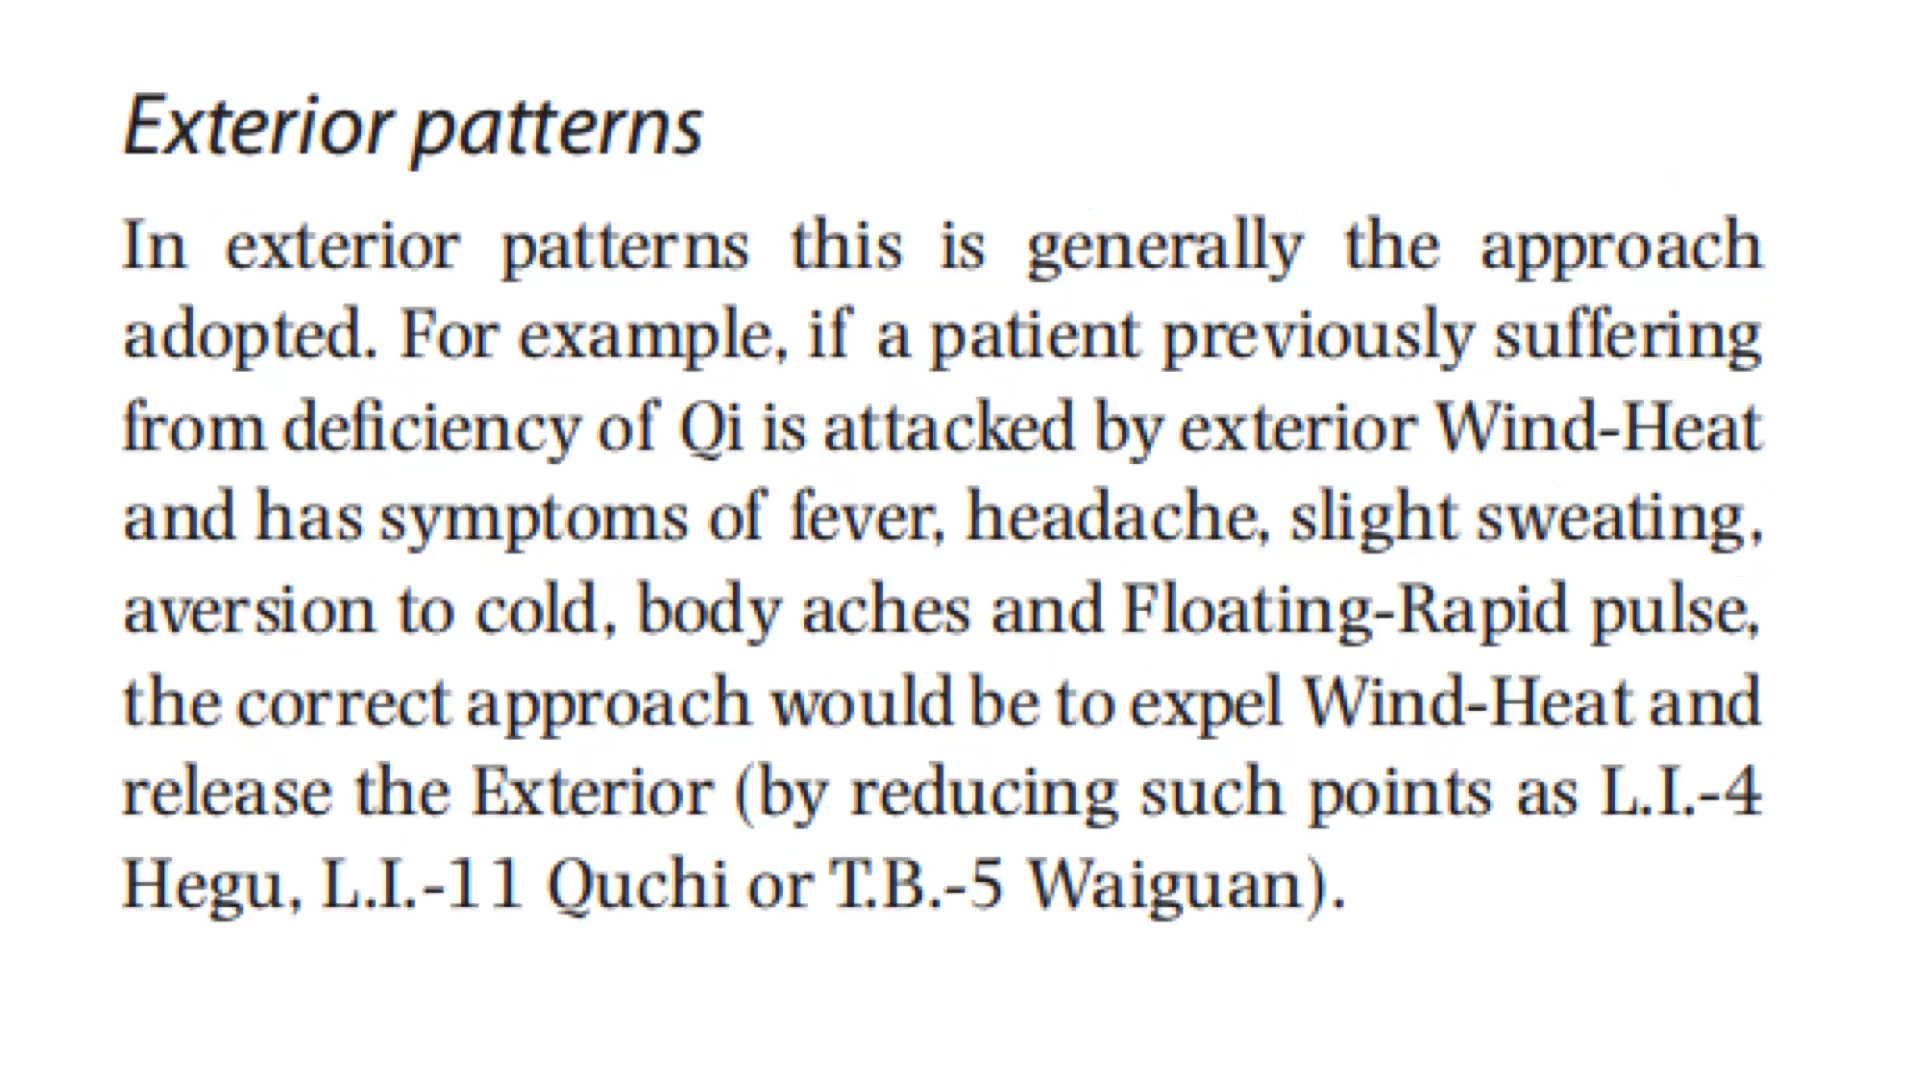 Exterior patterns
In exterior patterns this is generally the approach
adopted. For example, if a patient previously suffering
from deficiency of Qi is attacked by exterior Wind-Heat
and has symptoms of fever, headache, slight sweating,
aversion to cold, body aches and Floating-Rapid pulse,
the correct approach would be to expel Wind-Heat and
release the Exterior (by reducing such points as L.I.-4
Hegu, L.I.-11 Quchi or T.B.-5 Waiguan).